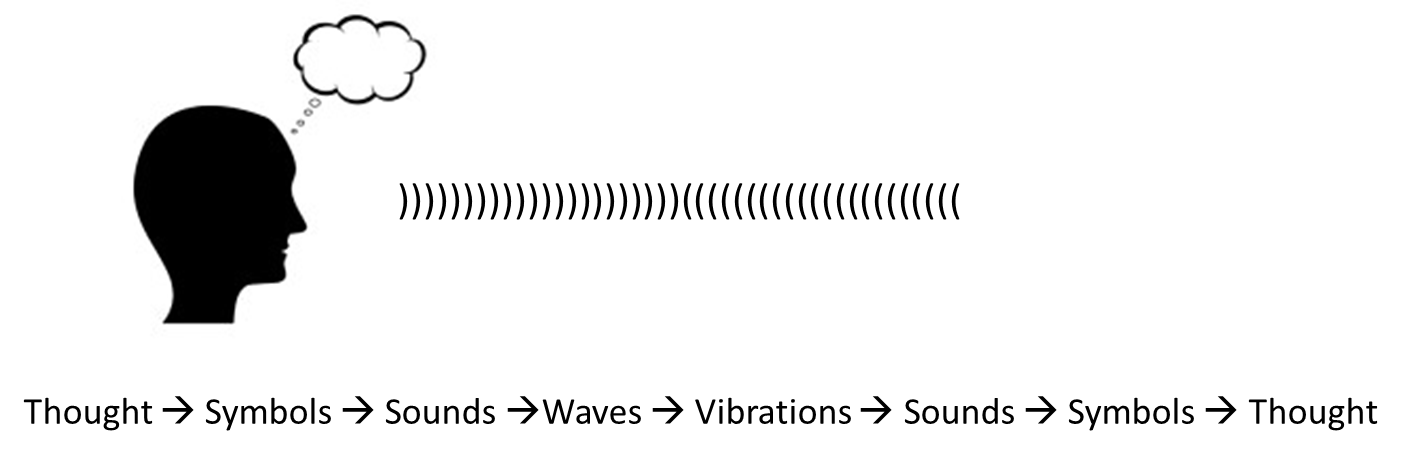 ))))))))))))))))))))))((((((((((((((((((((((
Thought → Symbols → Sounds →Waves → Vibrations → Sounds → Symbols → Thought